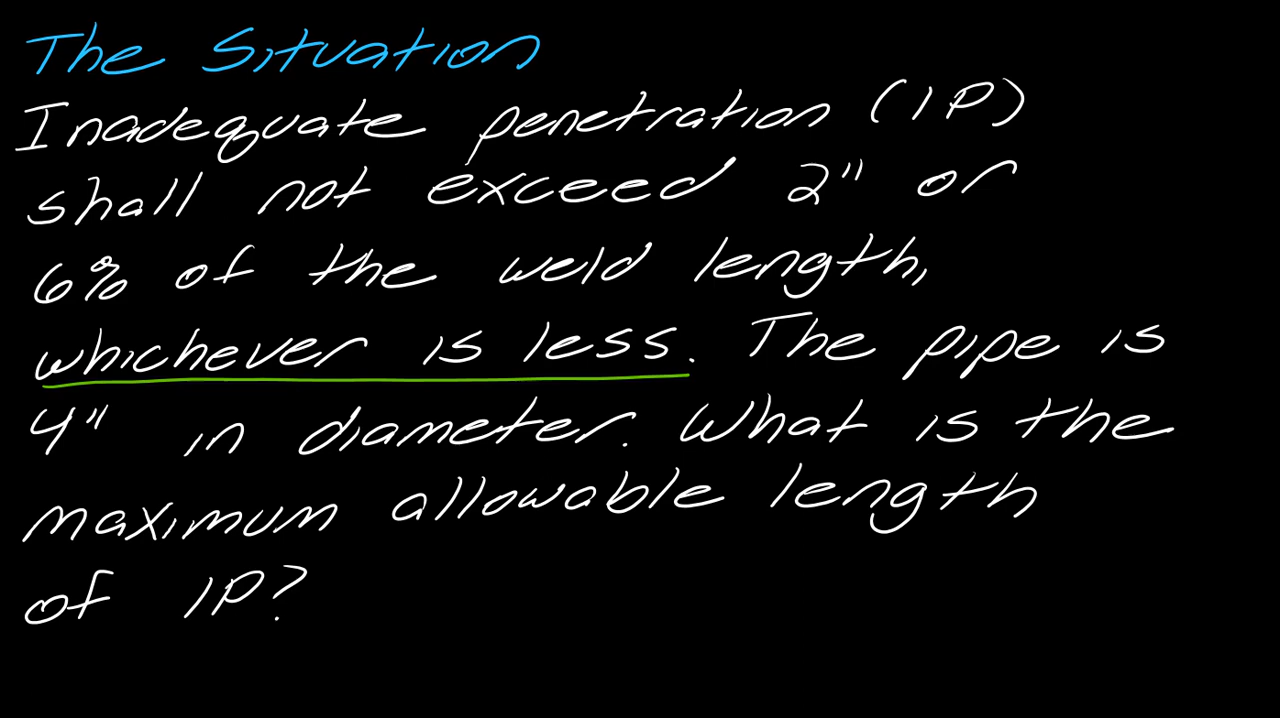 The Situation
Inadequate penetration (IP)
shall not exceed 2" or
6% of the weld length,
whichever is less. The pipe is
4" in diameter. What is the
maximum allowable length
of IP?